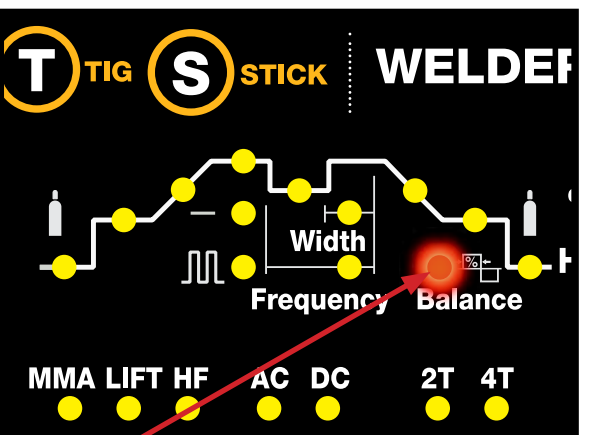 T TIG S STICK WELDER
Width
%
Frequency Balance
MMA LIFT HF AC DC 2T 4T